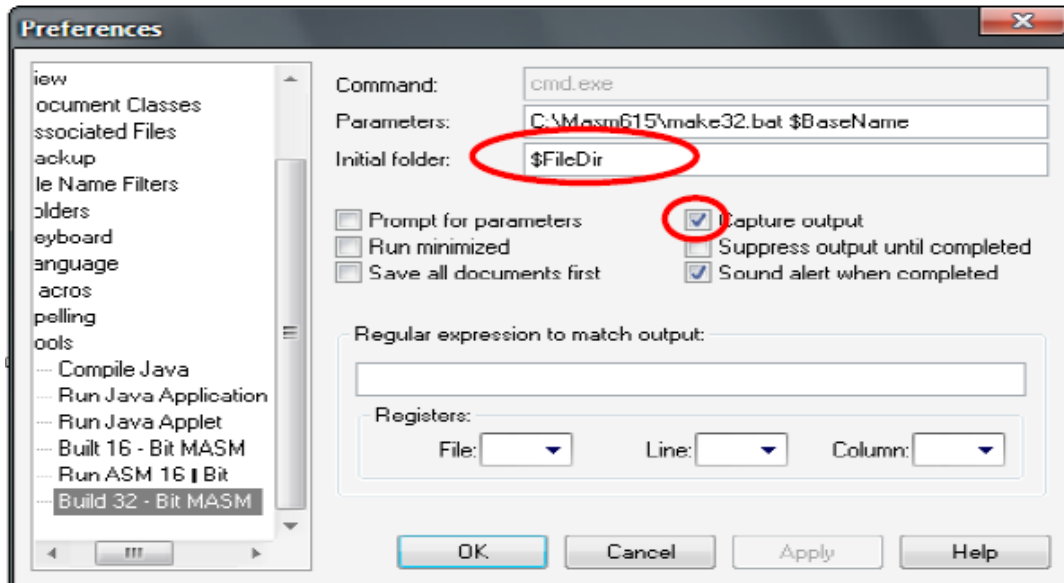 Preferences
iew
ocument Classes
ssociated Files
ackup
le Name Filters
olders
eyboard
anguage
acros
pelling
ools
Compile Java
Run Java Application
Run Java Applet
Built 16 - Bit MASM
Run ASM 16 | Bit
Build 32 - Bit MASM
Command: cmd.exe
Parameters: C:\Masm615\make32.bat $BaseName
Initial folder: $FileDir
Prompt for parameters
Capture output
Run minimized
Suppress output until completed
Save all documents first
Sound alert when completed
Regular expression to match output:
Registers:
File: Line: Column:
OK Cancel Apply Help